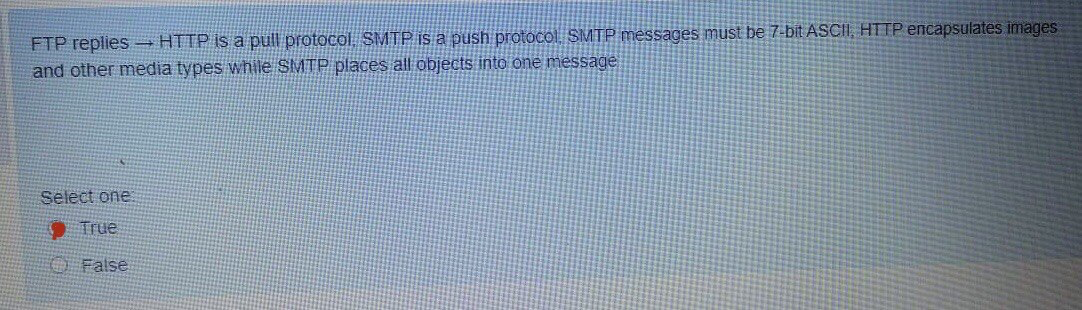 FTP replies → HTTP is a pull protocol, SMTP is a push protocol, SMTP messages must be 7-bit ASCII, HTTP encapsulates images
and other media types while SMTP places all objects into one message
Select one:
True
False